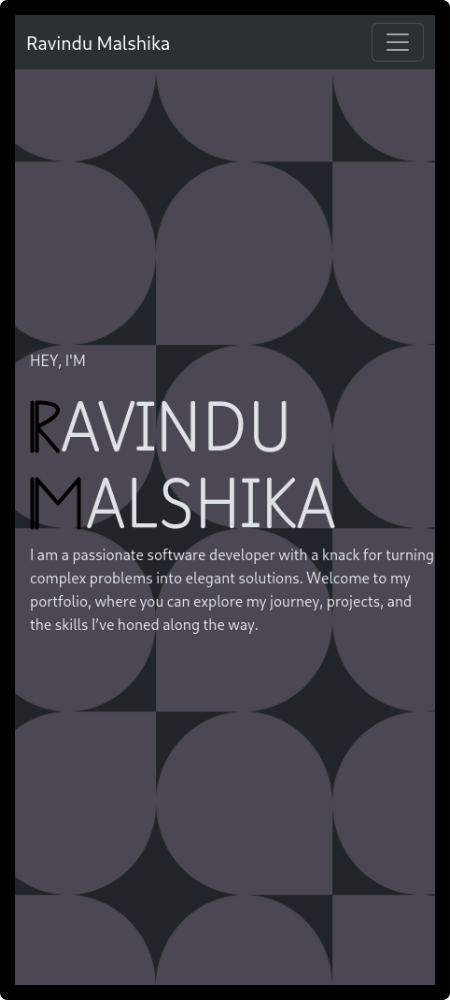 Ravindu Malshika
HEY, I'M
RAVINDU
MALSHIKA
I am a passionate software developer with a knack for turning
complex problems into elegant solutions. Welcome to my
portfolio, where you can explore my journey, projects, and
the skills I’ve honed along the way.